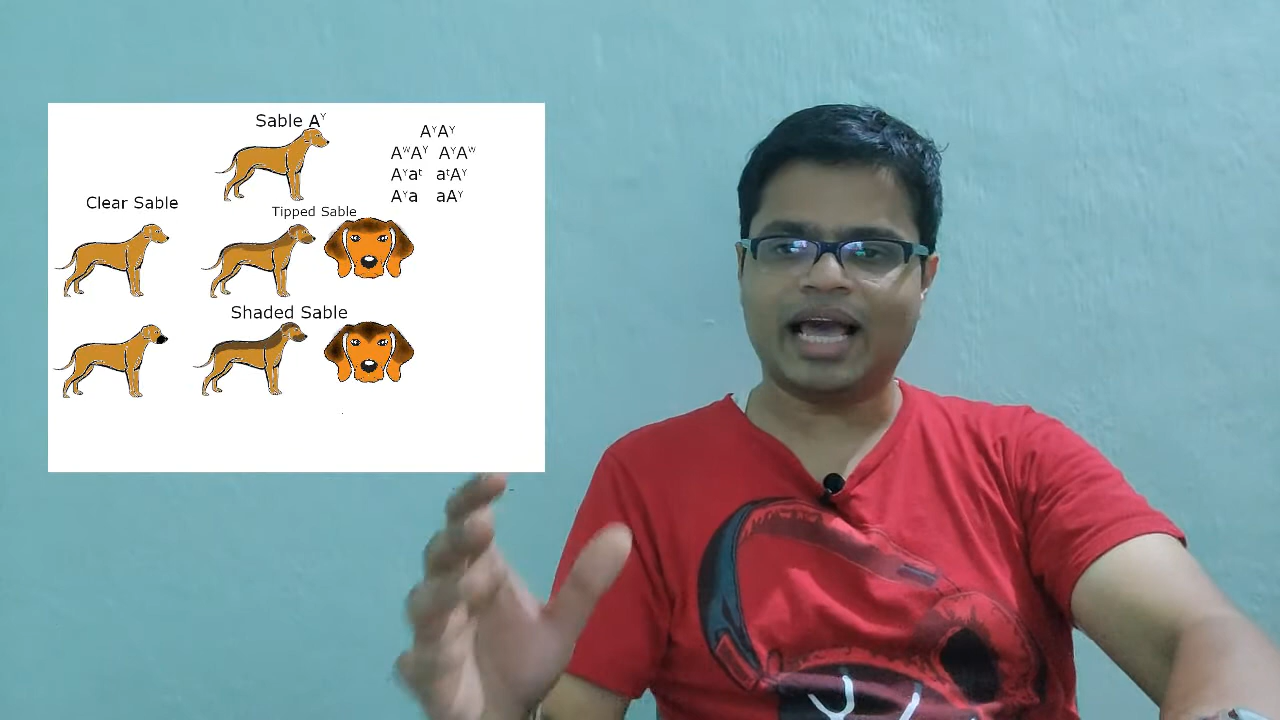 Sable Aʸ
AʸAʸ
AʷAʸ AʸAʷ
Aʸaᵗ aᵗAʸ
Aʸa aAʸ
Clear Sable
Tipped Sable
Shaded Sable